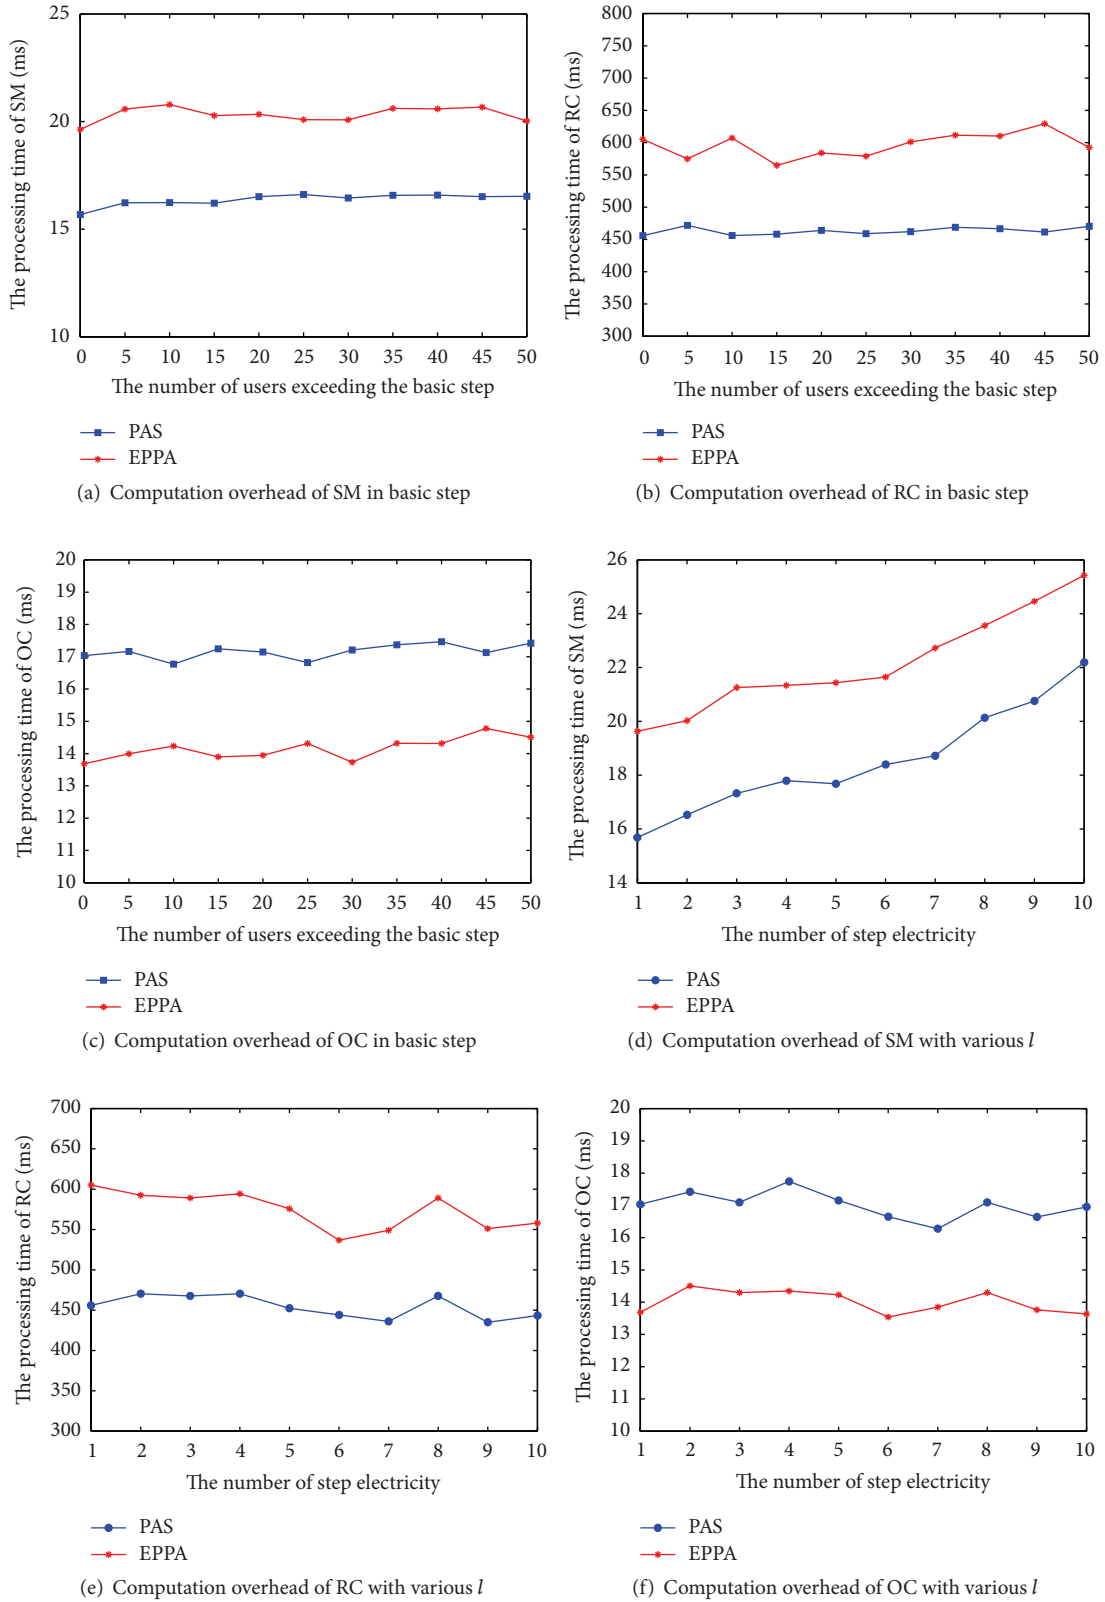 25
20
15
10
The processing time of SM (ms)
0 5 10 15 20 25 30 35 40 45 50
The number of users exceeding the basic step
PAS
EPPA
(a) Computation overhead of SM in basic step
800
750
700
650
600
550
500
450
400
350
300
The processing time of RC (ms)
0 5 10 15 20 25 30 35 40 45 50
The number of users exceeding the basic step
PAS
EPPA
(b) Computation overhead of RC in basic step
20
19
18
17
16
15
14
13
12
11
10
The processing time of OC (ms)
0 5 10 15 20 25 30 35 40 45 50
The number of users exceeding the basic step
PAS
EPPA
(c) Computation overhead of OC in basic step
26
24
22
20
18
16
14
The processing time of SM (ms)
1 2 3 4 5 6 7 8 9 10
The number of step electricity
PAS
EPPA
(d) Computation overhead of SM with various l
700
650
600
550
500
450
400
350
300
The processing time of RC (ms)
1 2 3 4 5 6 7 8 9 10
The number of step electricity
PAS
EPPA
(e) Computation overhead of RC with various l
20
19
18
17
16
15
14
13
12
11
10
The processing time of OC (ms)
1 2 3 4 5 6 7 8 9 10
The number of step electricity
PAS
EPPA
(f) Computation overhead of OC with various l